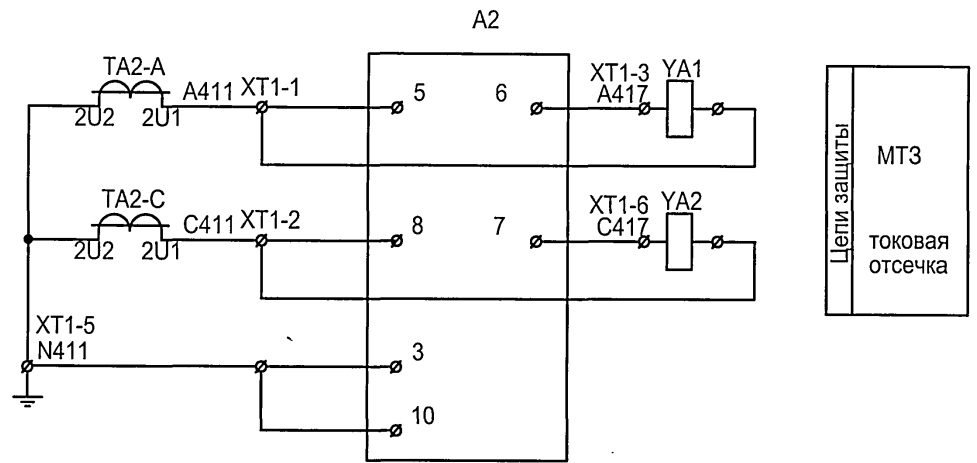 A2
TA2-A
A411 XT1-1
2U2 2U1
5 6
XT1-3 YA1
A417
TA2-C
C411 XT1-2
2U2 2U1
8 7
XT1-6 YA2
C417
XT1-5
N411
3
10
Цепи защиты
МТЗ
токовая
отсечка